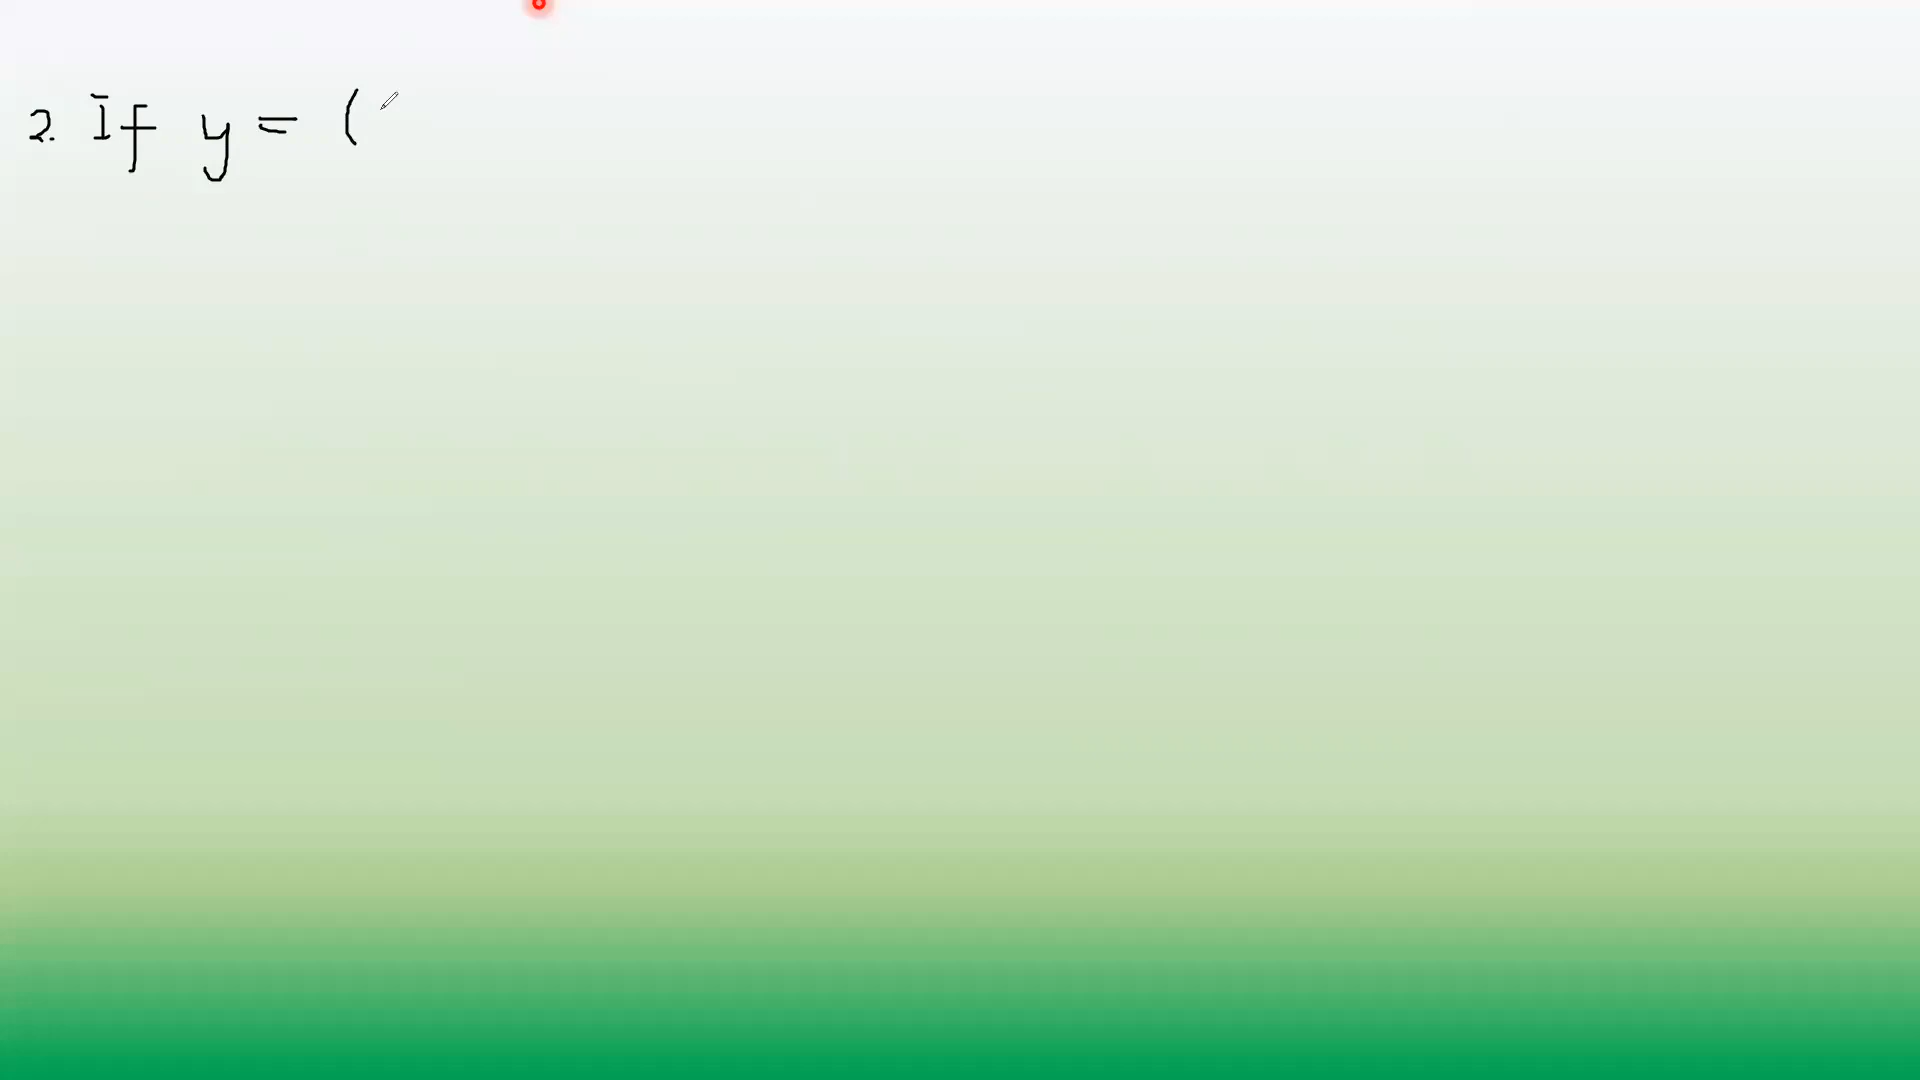 2. If y = (